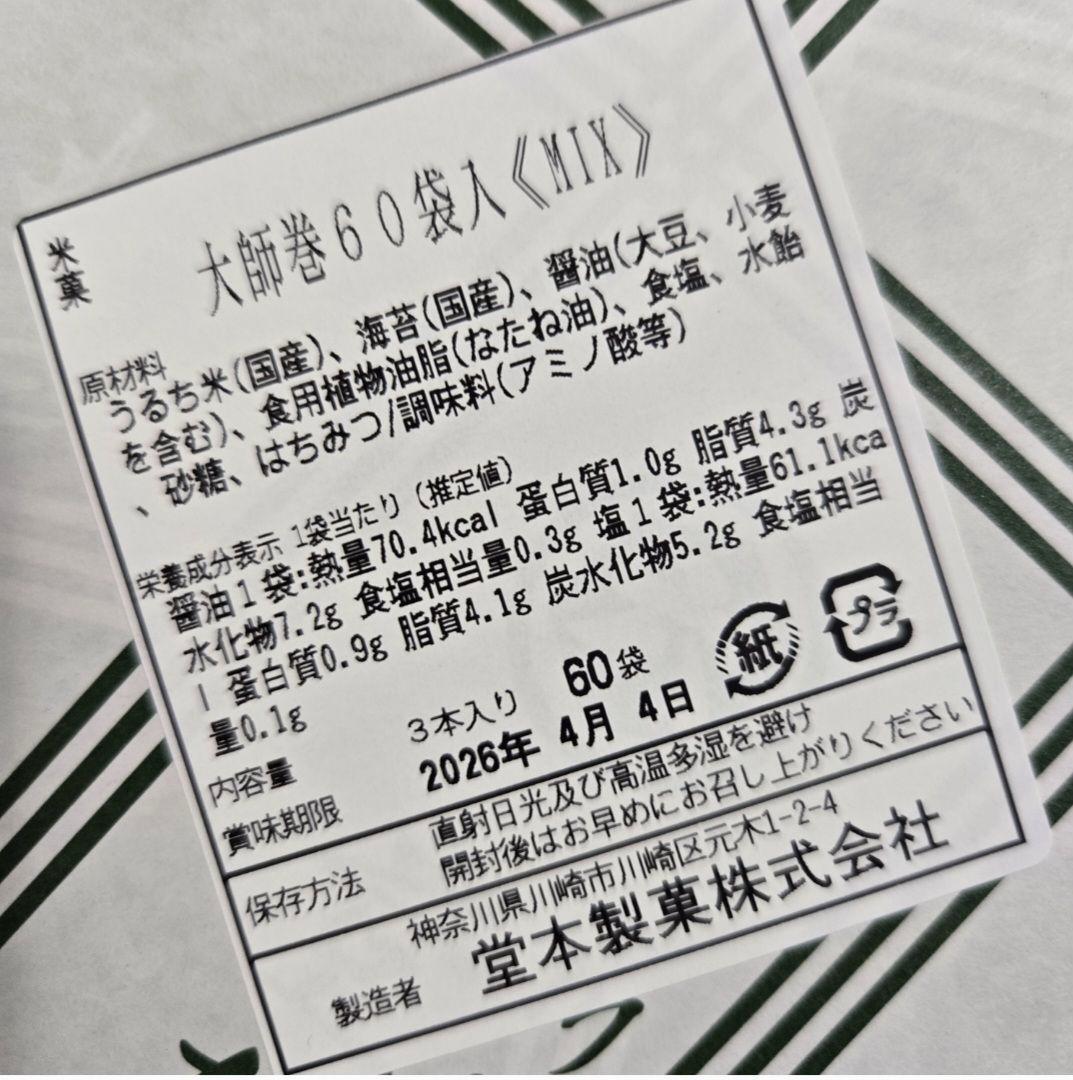 米菓
大師巻６０袋入《MIX》
原材料
うるち米(国産)、海苔(国産)、醤油(大豆、小麦
を含む)、食用植物油脂(なたね油)、食塩、水飴
、砂糖、はちみつ/調味料(アミノ酸等)
栄養成分表示 1袋当たり（推定値）
醤油１袋:熱量70.4kcal 蛋白質1.0g 脂質4.3g 炭
水化物7.2g 食塩相当量0.3g 塩１袋:熱量61.1kca
l 蛋白質0.9g 脂質4.1g 炭水化物5.2g 食塩相当
量0.1g
内容量 3本入り 60袋
紙 プラ
賞味期限 2026年 4月 4日
保存方法 直射日光及び高温多湿を避け
開封後はお早めにお召し上がりください
製造者 神奈川県川崎市川崎区元木1-2-4
堂本製菓株式会社